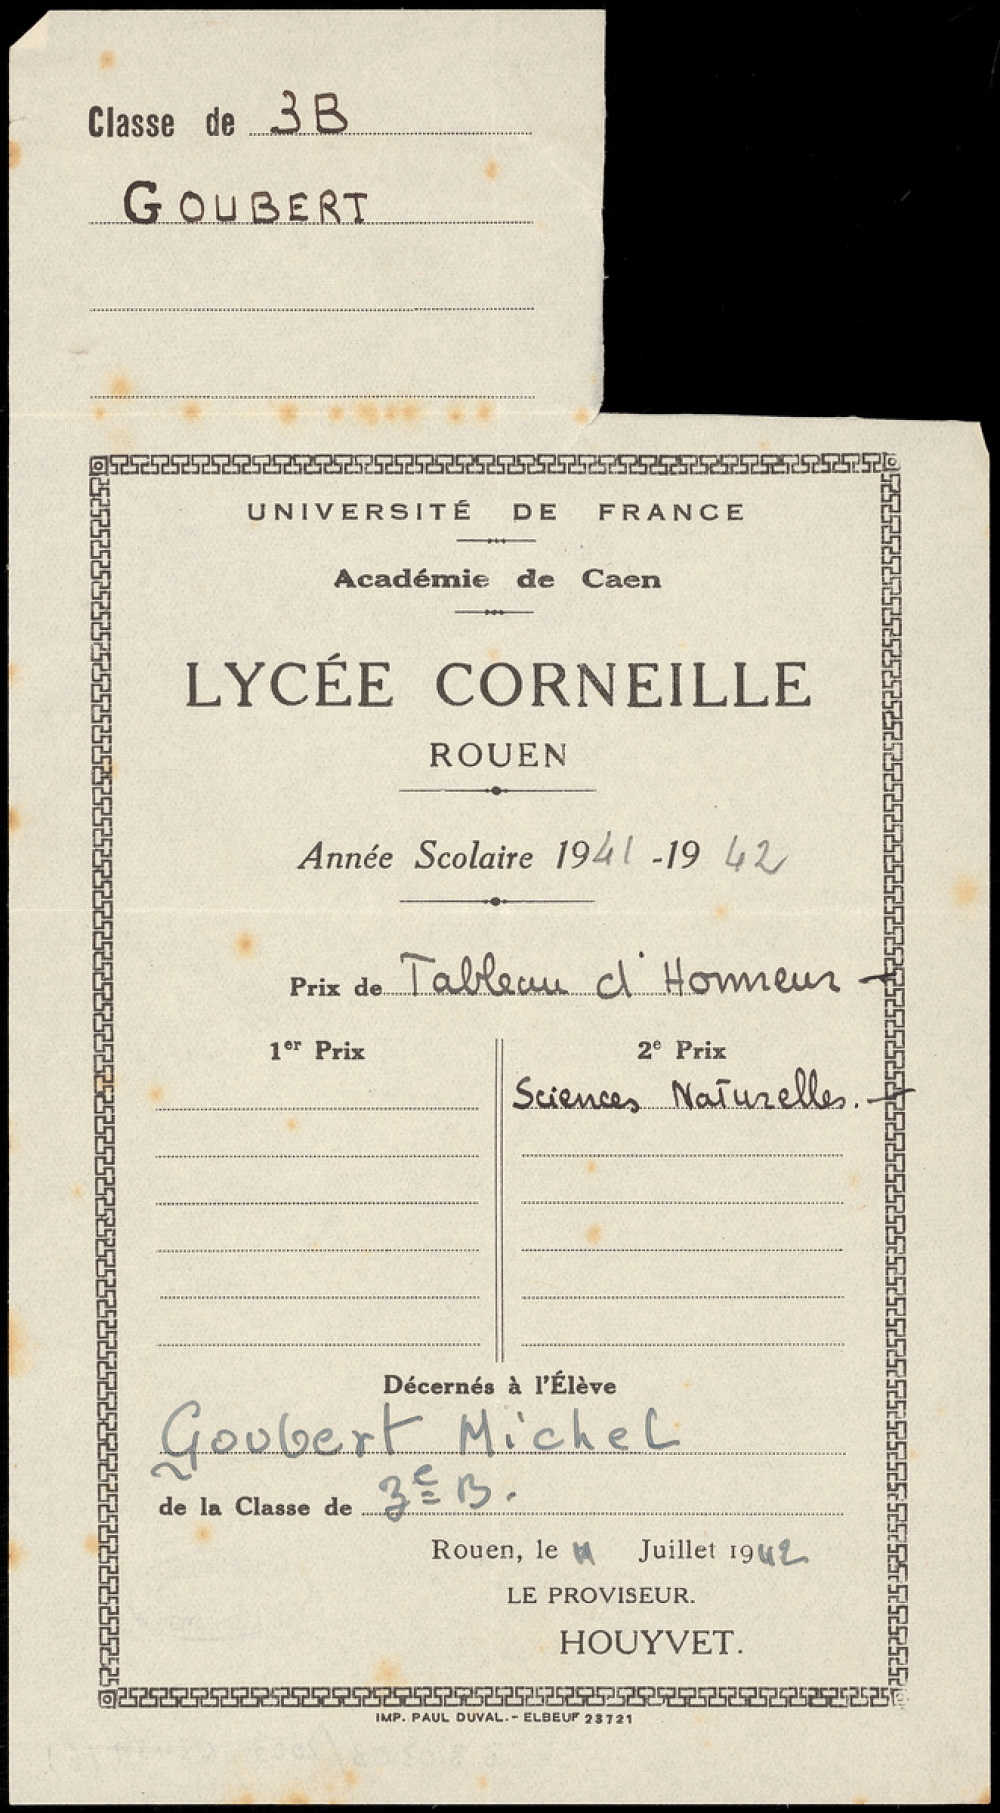 Classe de 3B
GOUBERT
UNIVERSITÉ DE FRANCE
Académie de Caen
LYCÉE CORNEILLE
ROUEN
Année Scolaire 1941-1942
Prix de Tableau d'Honneur
1er Prix
2e Prix
Sciences Naturelles.
Décernés à l'Élève
Goubert Michel
de la Classe de 3e B.
Rouen, le 11 Juillet 1942
LE PROVISEUR.
HOUYVET.
IMP. PAUL DUVAL. - ELBEUF 23721